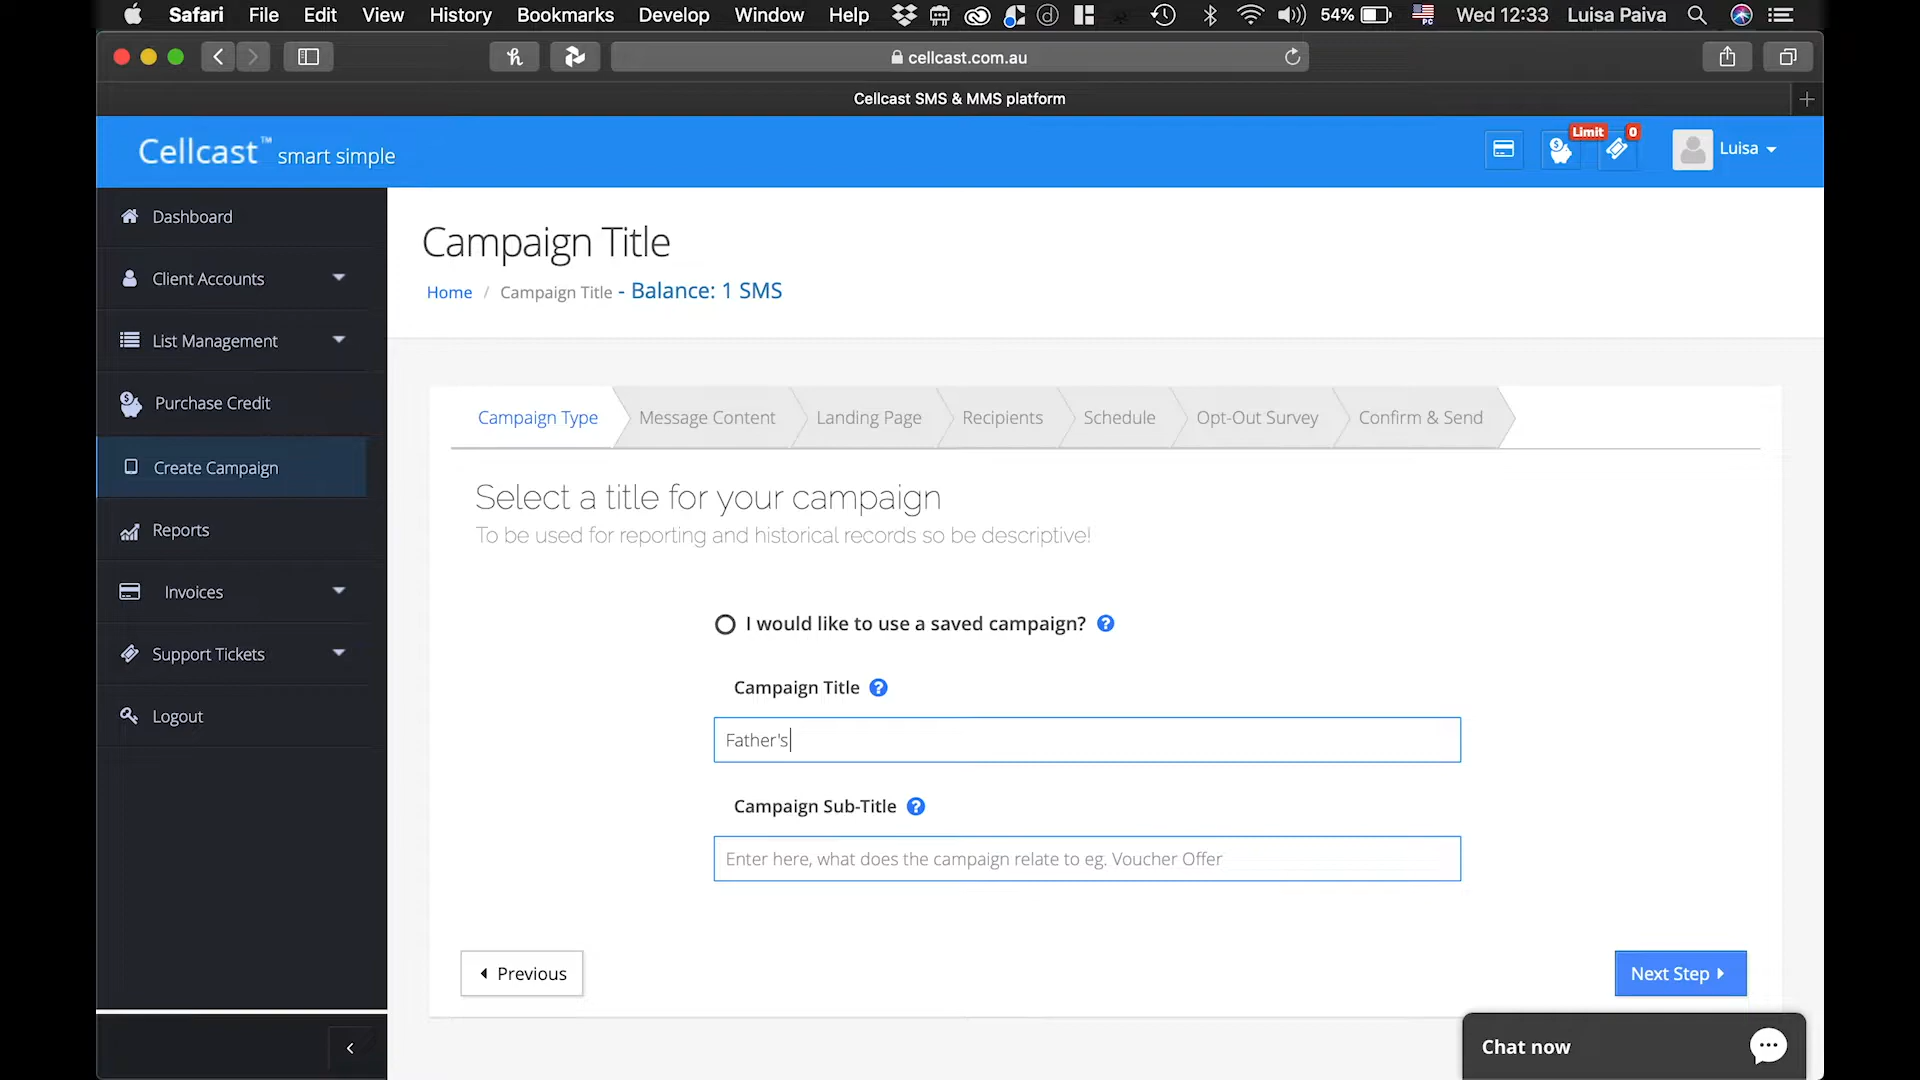 Safari File Edit View History Bookmarks Develop Window Help 54% Wed 12:33 Luisa Paiva
cellcast.com.au
Cellcast SMS & MMS platform
Cellcast™ smart simple
Limit 0
Luisa
Dashboard
Client Accounts
List Management
Purchase Credit
Create Campaign
Reports
Invoices
Support Tickets
Logout
Campaign Title
Home / Campaign Title - Balance: 1 SMS
Campaign Type Message Content Landing Page Recipients Schedule Opt-Out Survey Confirm & Send
Select a title for your campaign
To be used for reporting and historical records so be descriptive!
I would like to use a saved campaign? ?
Campaign Title ?
Father's
Campaign Sub-Title ?
Enter here, what does the campaign relate to eg. Voucher Offer
Previous
Next Step
Chat now